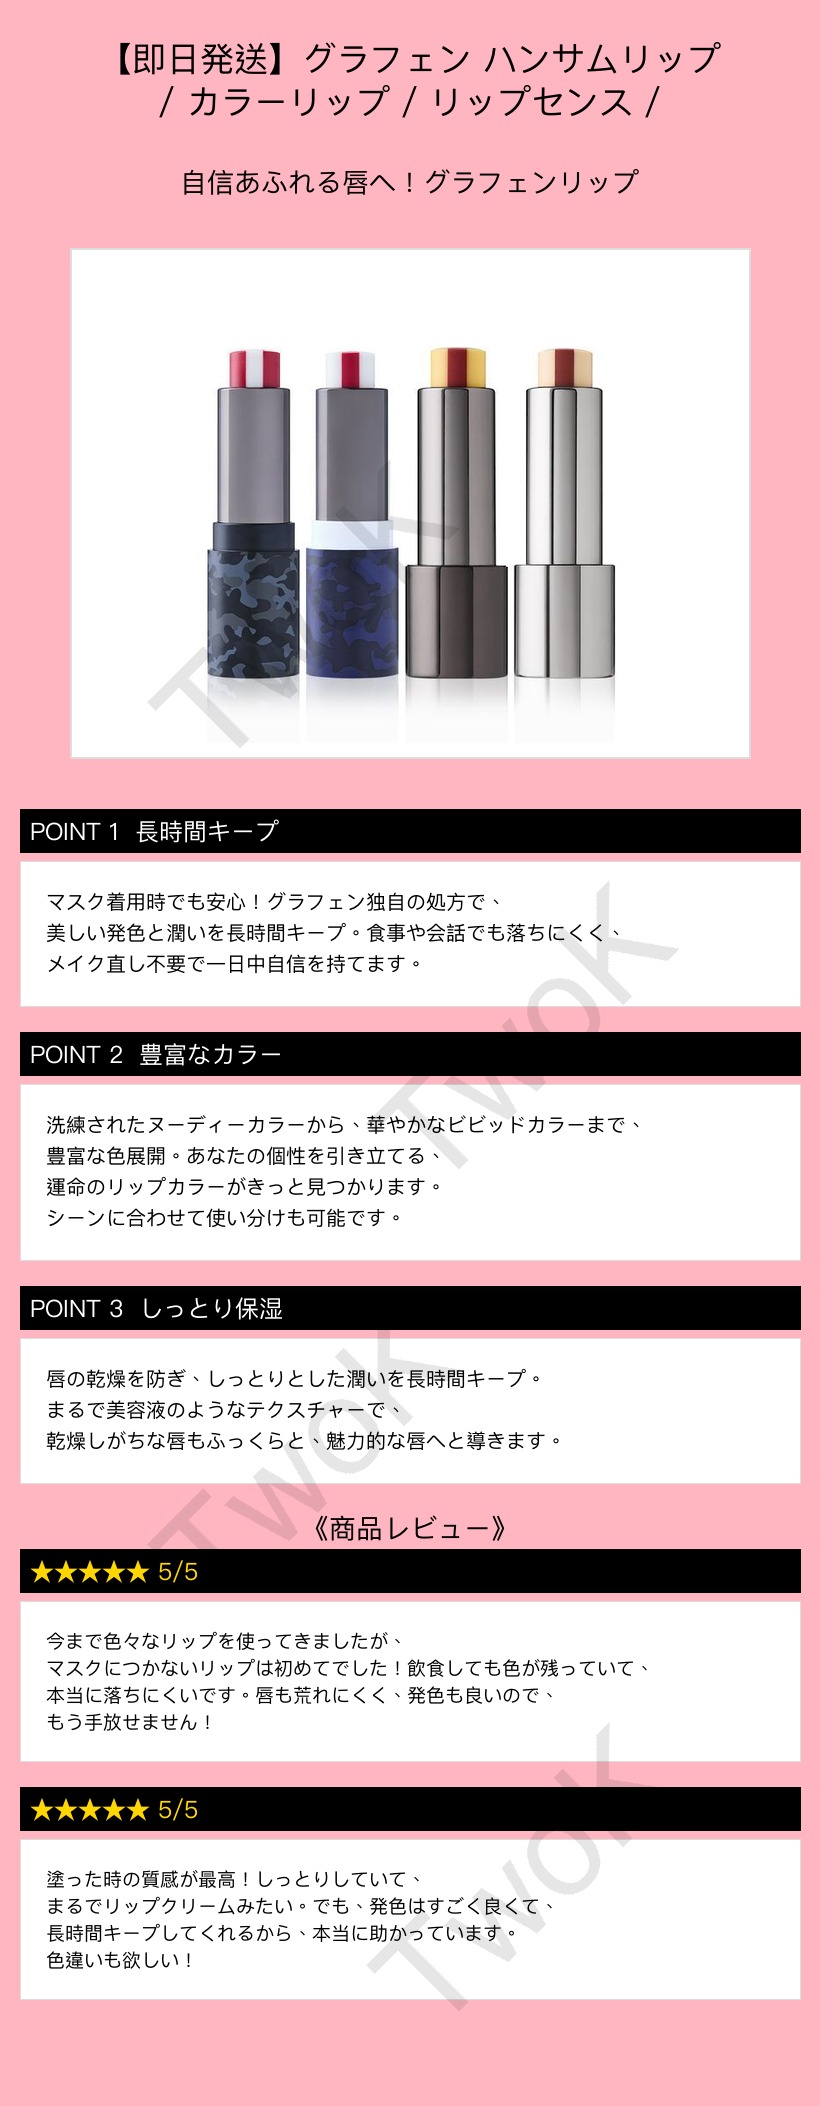 【即日発送】グラフェン ハンサムリップ
/ カラーリップ / リップセンス /
自信あふれる唇へ！グラフェンリップ
TwoK
POINT 1 長時間キープ
マスク着用時でも安心！グラフェン独自の処方で、
美しい発色と潤いを長時間キープ。食事や会話でも落ちにくく、
メイク直し不要で一日中自信を持てます。
TwoK
POINT 2 豊富なカラー
洗練されたヌーディーカラーから、華やかなビビッドカラーまで、
豊富な色展開。あなたの個性を引き立てる、
運命のリップカラーがきっと見つかります。
シーンに合わせて使い分けも可能です。
POINT 3 しっとり保湿
唇の乾燥を防ぎ、しっとりとした潤いを長時間キープ。
まるで美容液のようなテクスチャーで、
乾燥しがちな唇もふっくらと、魅力的な唇へと導きます。
TwoK
《商品レビュー》
★★★★★ 5/5
今まで色々なリップを使ってきましたが、
マスクにつかないリップは初めてでした！飲食しても色が残っていて、
本当に落ちにくいです。唇も荒れにくく、発色も良いので、
もう手放せません！
★★★★★ 5/5
塗った時の質感が最高！しっとりしていて、
まるでリップクリームみたい。でも、発色はすごく良くて、
長時間キープしてくれるから、本当に助かっています。
色違いも欲しい！
TwoK